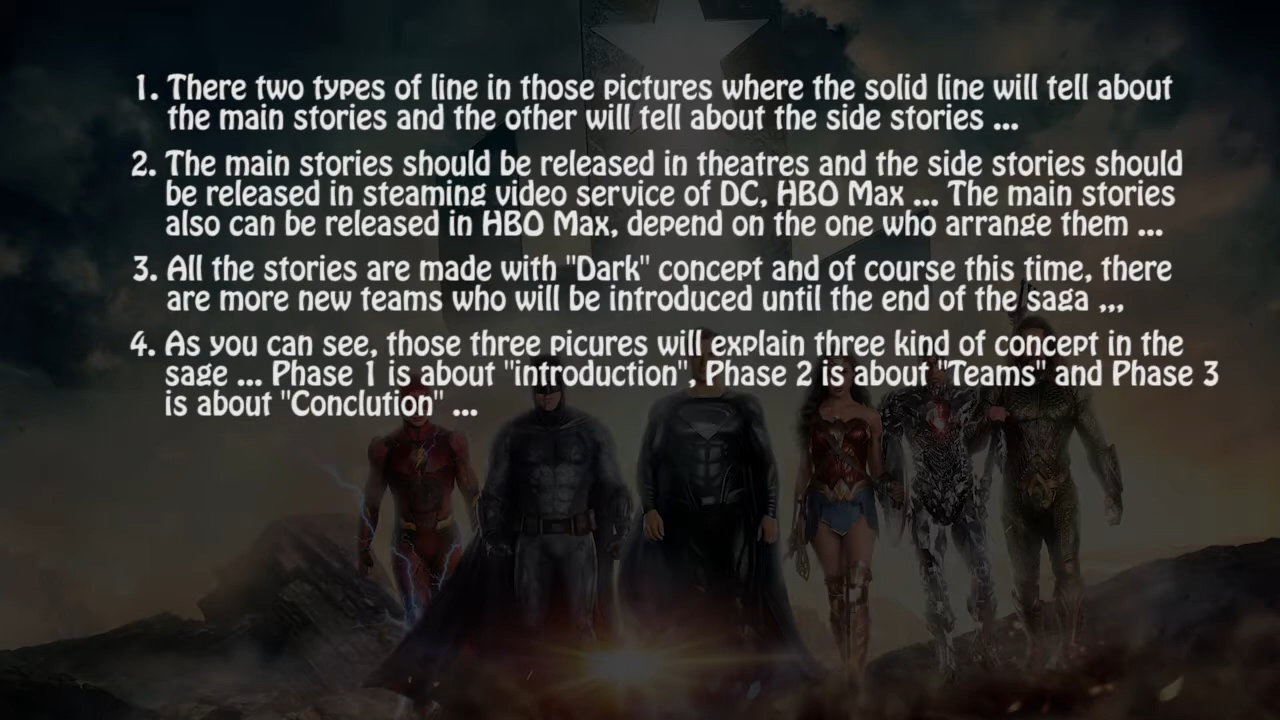 1. There two types of line in those pictures where the solid line will tell about
the main stories and the other will tell about the side stories ...
2. The main stories should be released in theatres and the side stories should
be released in steaming video service of DC, HBO Max ... The main stories
also can be released in HBO Max, depend on the one who arrange them ...
3. All the stories are made with "Dark" concept and of course this time, there
are more new teams who will be introduced until the end of the saga ,,,
4. As you can see, those three picures will explain three kind of concept in the
sage ... Phase 1 is about "introduction", Phase 2 is about "Teams" and Phase 3
is about "Conclution" ...